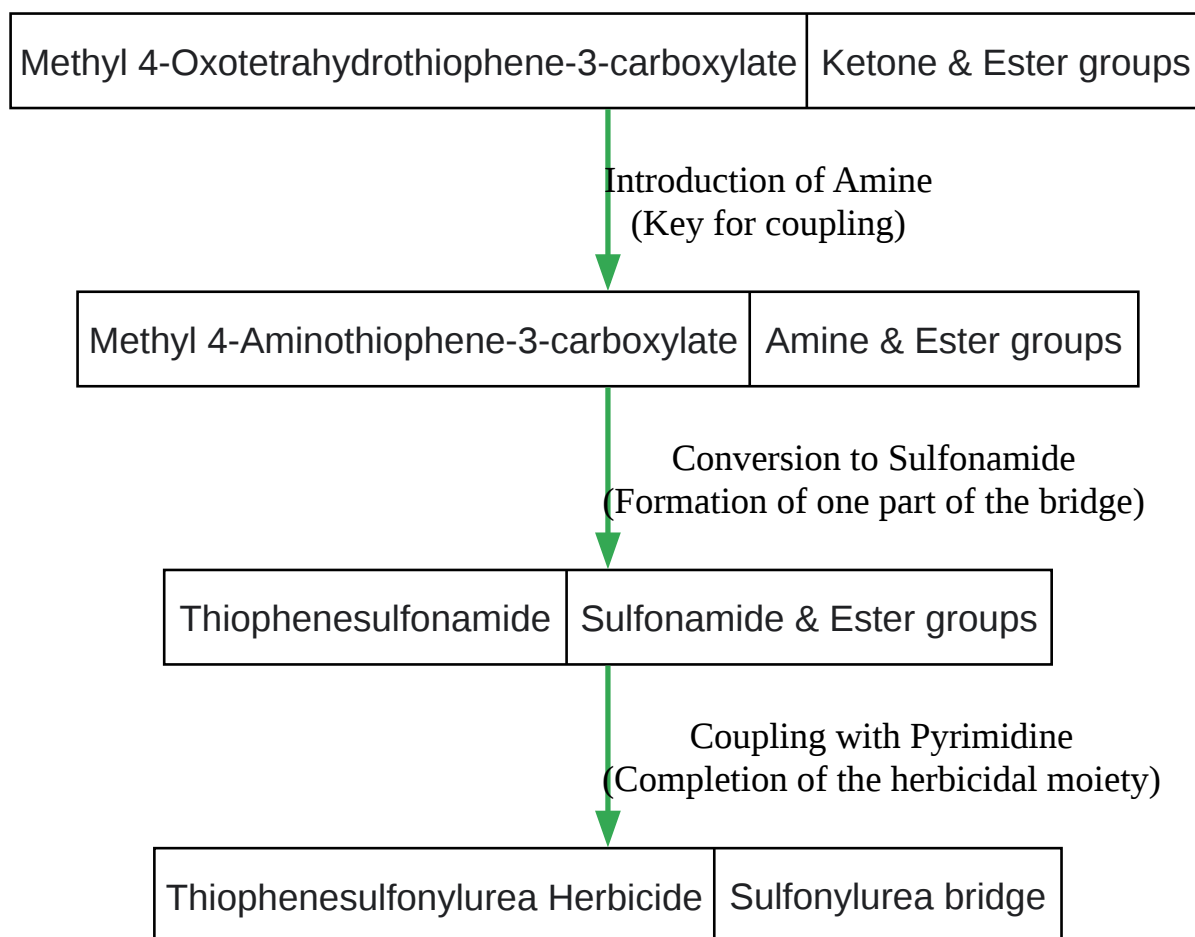 Methyl 4-Oxotetrahydrothiophene-3-carboxylate Ketone & Ester groups
Introduction of Amine
(Key for coupling)
Methyl 4-Aminothiophene-3-carboxylate Amine & Ester groups
Conversion to Sulfonamide
(Formation of one part of the bridge)
Thiophenesulfonamide Sulfonamide & Ester groups
Coupling with Pyrimidine
(Completion of the herbicidal moiety)
Thiophenesulfonylurea Herbicide Sulfonylurea bridge